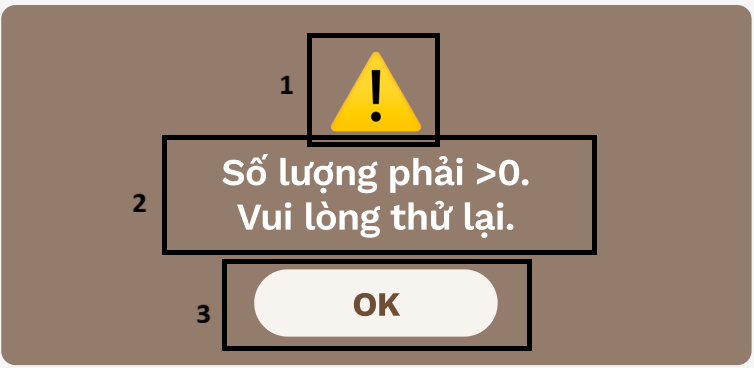 1
2
Số lượng phải >0.
Vui lòng thử lại.
3
OK